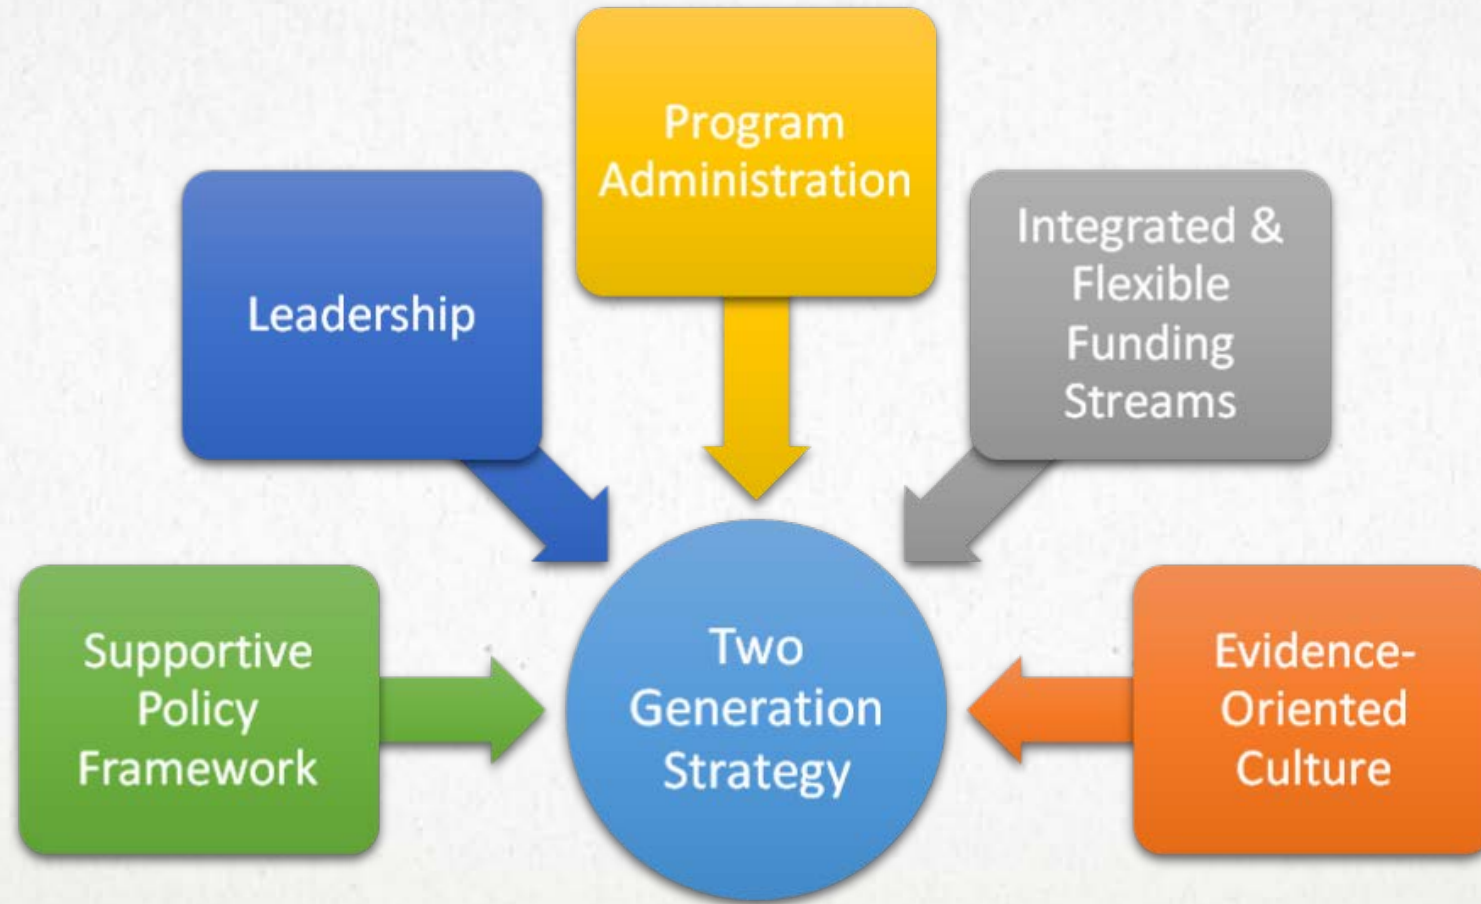 Program
Administration
Leadership
Integrated &
Flexible
Funding
Streams
Supportive
Policy
Framework
Two
Generation
Strategy
Evidence-
Oriented
Culture